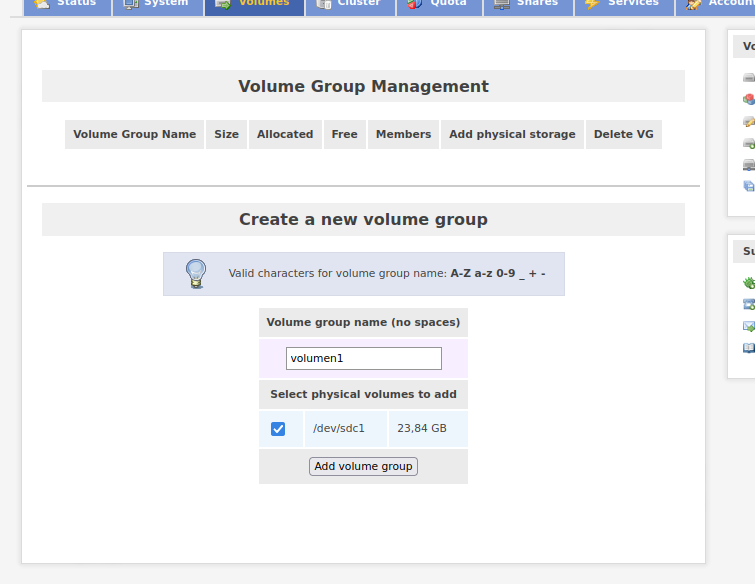 Status System Volumes Cluster Quota Shares Services Accoun
Volume Group Management
Volume Group Name Size Allocated Free Members Add physical storage Delete VG
Create a new volume group
Valid characters for volume group name: A-Z a-z 0-9 _ + -
Volume group name (no spaces)
volumen1
Select physical volumes to add
/dev/sdc1 23,84 GB
Add volume group
Vo
Su